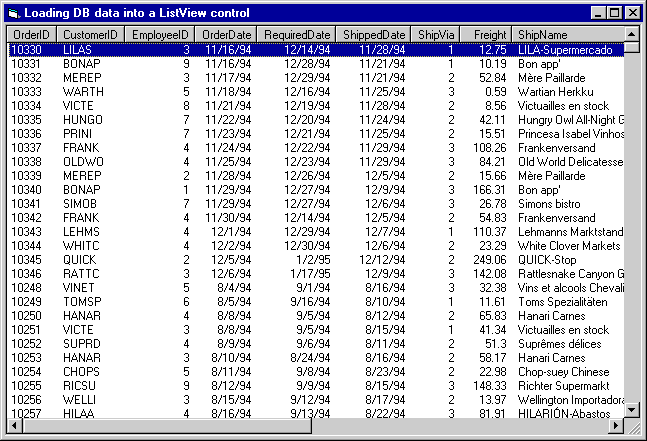 Loading DB data into a ListView control
OrderID CustomerID EmployeeID OrderDate RequiredDate ShippedDate ShipVia Freight ShipName
10330 LILAS 3 11/16/94 12/14/94 11/28/94 1 12.75 LILA-Supermercado
10331 BONAP 9 11/16/94 12/28/94 11/21/94 1 10.19 Bon app'
10332 MEREP 3 11/17/94 12/29/94 11/21/94 2 52.84 Mère Paillarde
10333 WARTH 5 11/18/94 12/16/94 11/25/94 3 0.59 Wartian Herkku
10334 VICTE 8 11/21/94 12/19/94 11/28/94 2 8.56 Victuailles en stock
10335 HUNGO 7 11/22/94 12/20/94 11/24/94 2 42.11 Hungry Owl All-Night G
10336 PRINI 7 11/23/94 12/21/94 11/25/94 2 15.51 Princesa Isabel Vinhos
10337 FRANK 4 11/24/94 12/22/94 11/29/94 3 108.26 Frankenversand
10338 OLDWO 4 11/25/94 12/23/94 11/29/94 3 84.21 Old World Delicatesse
10339 MEREP 2 11/28/94 12/26/94 12/5/94 2 15.66 Mère Paillarde
10340 BONAP 1 11/29/94 12/27/94 12/9/94 3 166.31 Bon app'
10341 SIMOB 7 11/29/94 12/27/94 12/6/94 3 26.78 Simons bistro
10342 FRANK 4 11/30/94 12/14/94 12/5/94 2 54.83 Frankenversand
10343 LEHMS 4 12/1/94 12/29/94 12/7/94 1 110.37 Lehmanns Marktstand
10344 WHITC 4 12/2/94 12/30/94 12/6/94 2 23.29 White Clover Markets
10345 QUICK 2 12/5/94 1/2/95 12/12/94 2 249.06 QUICK-Stop
10346 RATTC 3 12/6/94 1/17/95 12/9/94 3 142.08 Rattlesnake Canyon G
10248 VINET 5 8/4/94 9/1/94 8/16/94 3 32.38 Vins et alcools Chevali
10249 TOMSP 6 8/5/94 9/16/94 8/10/94 1 11.61 Toms Spezialitäten
10250 HANAR 4 8/8/94 9/5/94 8/12/94 2 65.83 Hanari Carnes
10251 VICTE 3 8/8/94 9/5/94 8/15/94 1 41.34 Victuailles en stock
10252 SUPRD 4 8/9/94 9/6/94 8/11/94 2 51.3 Suprêmes délices
10253 HANAR 3 8/10/94 8/24/94 8/16/94 2 58.17 Hanari Carnes
10254 CHOPS 5 8/11/94 9/8/94 8/23/94 2 22.98 Chop-suey Chinese
10255 RICSU 9 8/12/94 9/9/94 8/15/94 3 148.33 Richter Supermarkt
10256 WELLI 3 8/15/94 9/12/94 8/17/94 2 13.97 Wellington Importadora
10257 HILAA 4 8/16/94 9/13/94 8/22/94 3 81.91 HILARIÓN-Abastos